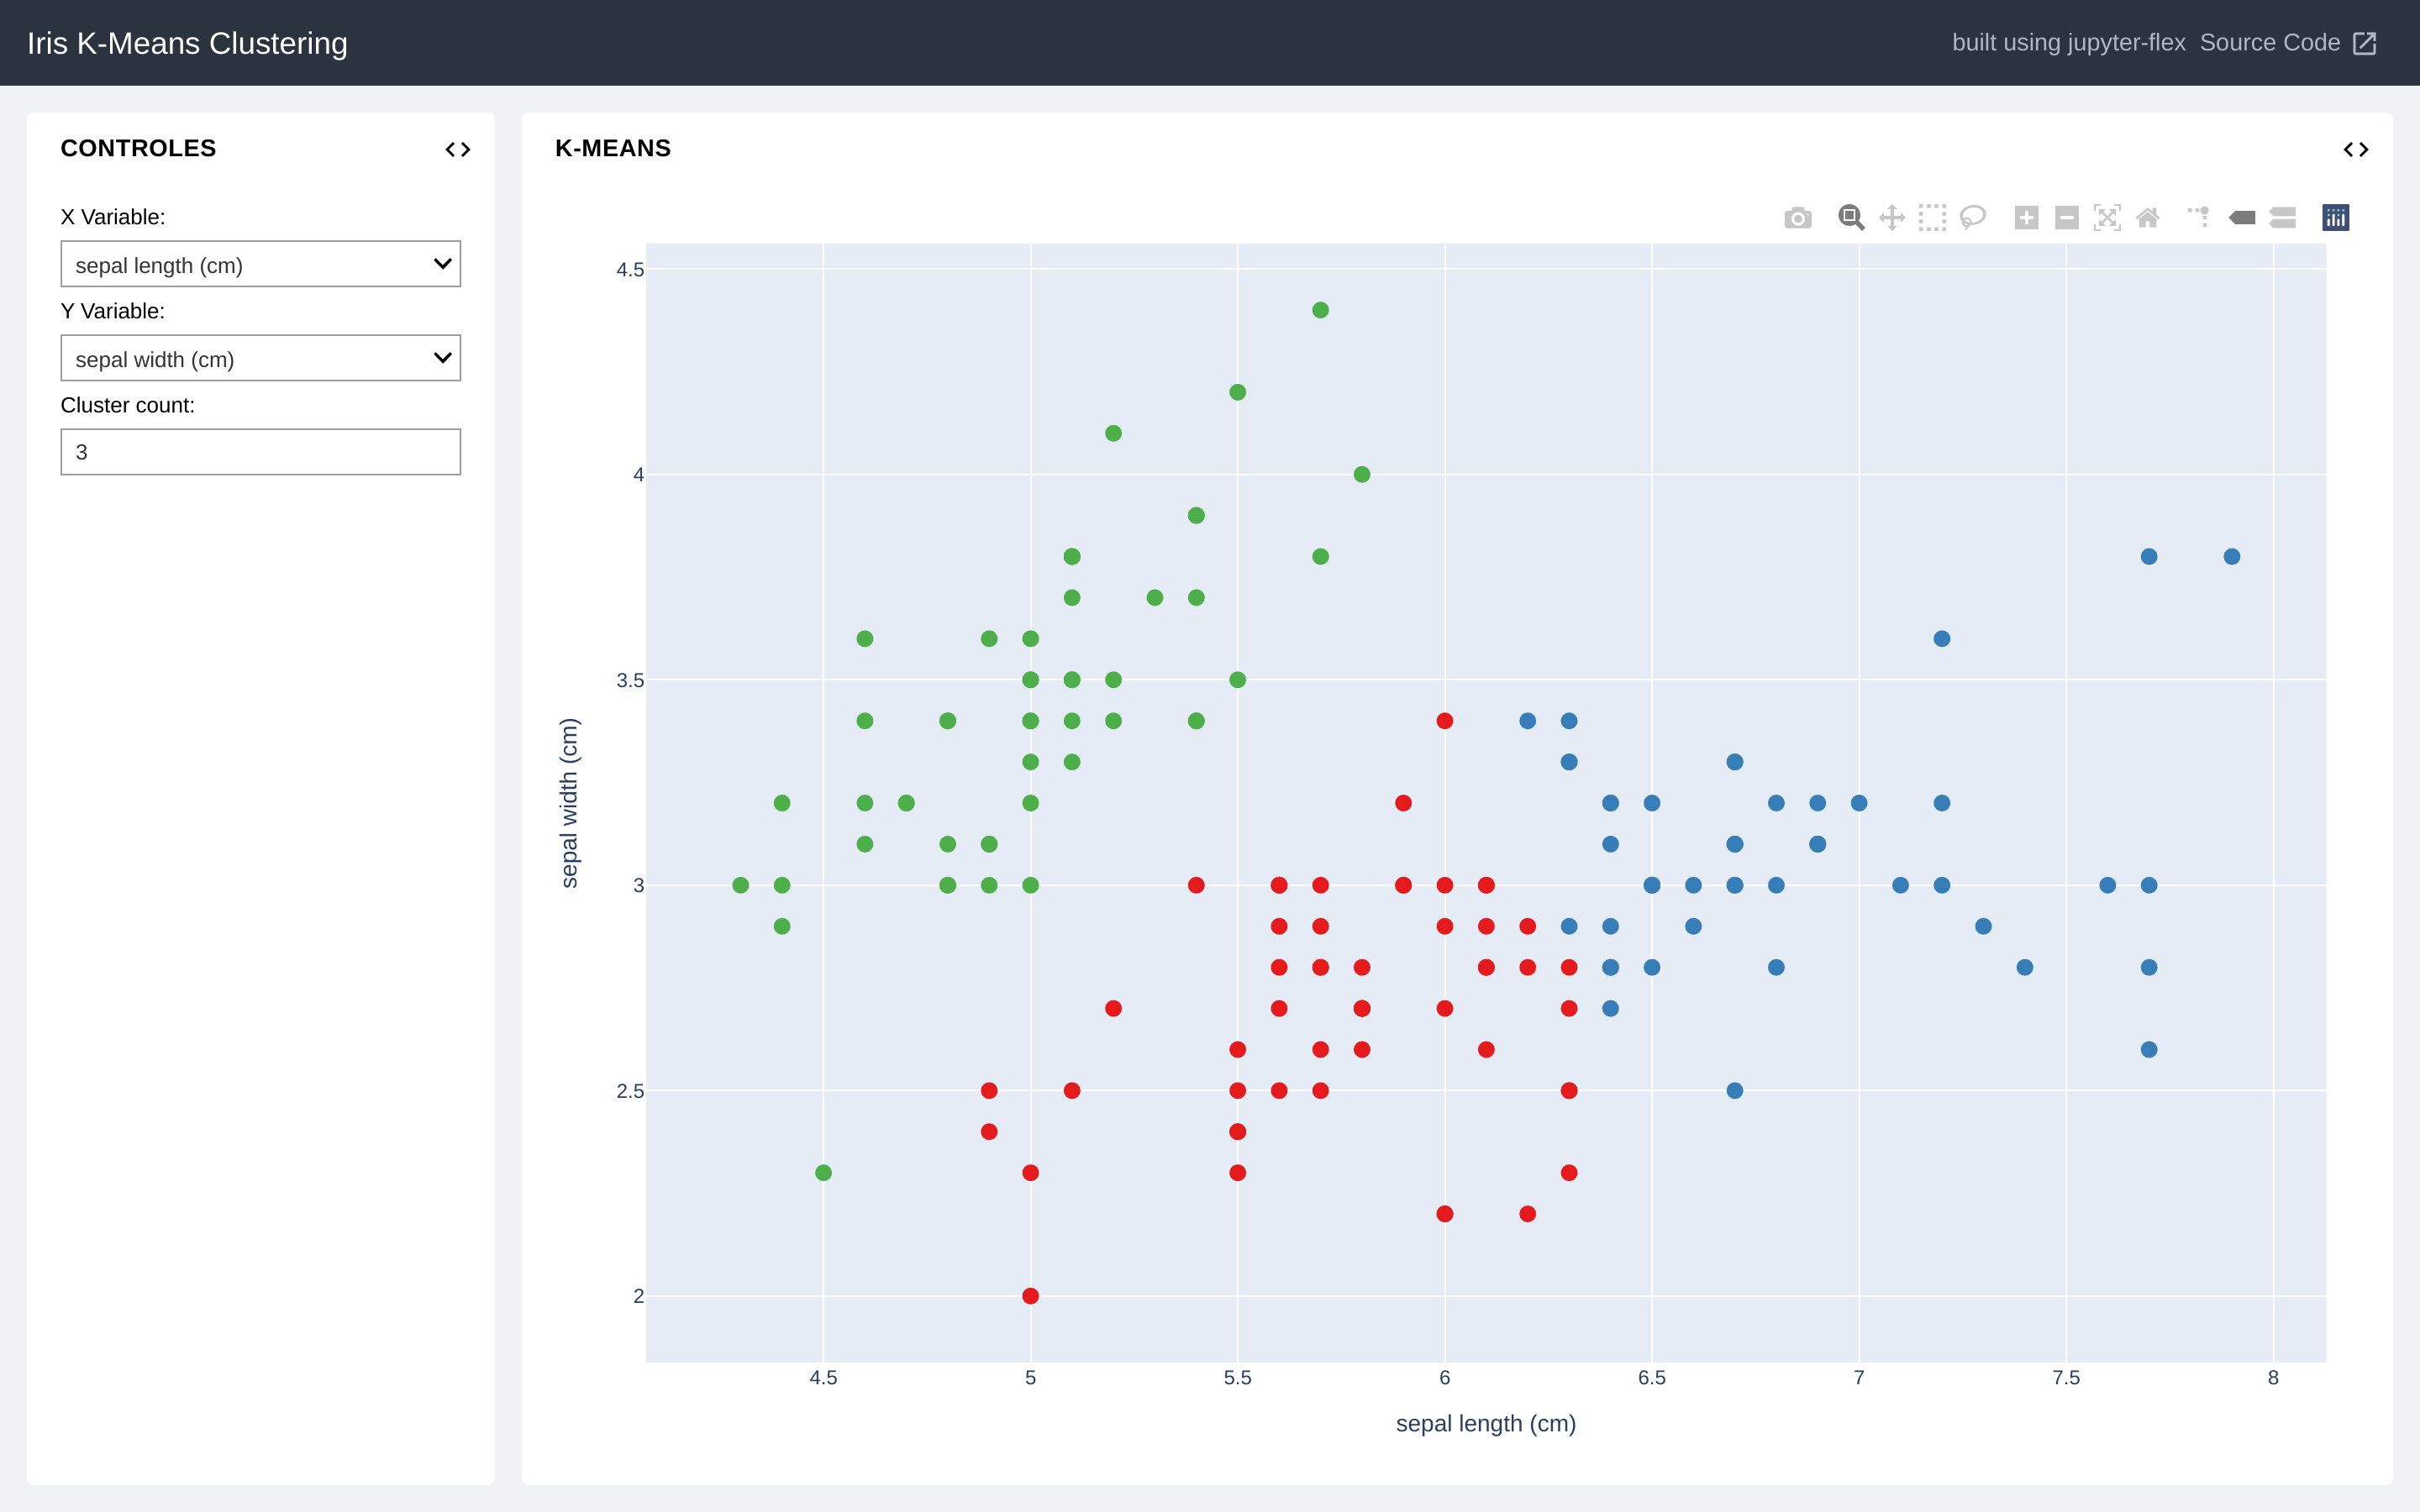 Iris K-Means Clustering
built using jupyter-flex Source Code
CONTROLES
X Variable:
sepal length (cm)
Y Variable:
sepal width (cm)
Cluster count:
3
K-MEANS
4.5
4
3.5
3
2.5
2
sepal width (cm)
4.5 5 5.5 6 6.5 7 7.5 8
sepal length (cm)